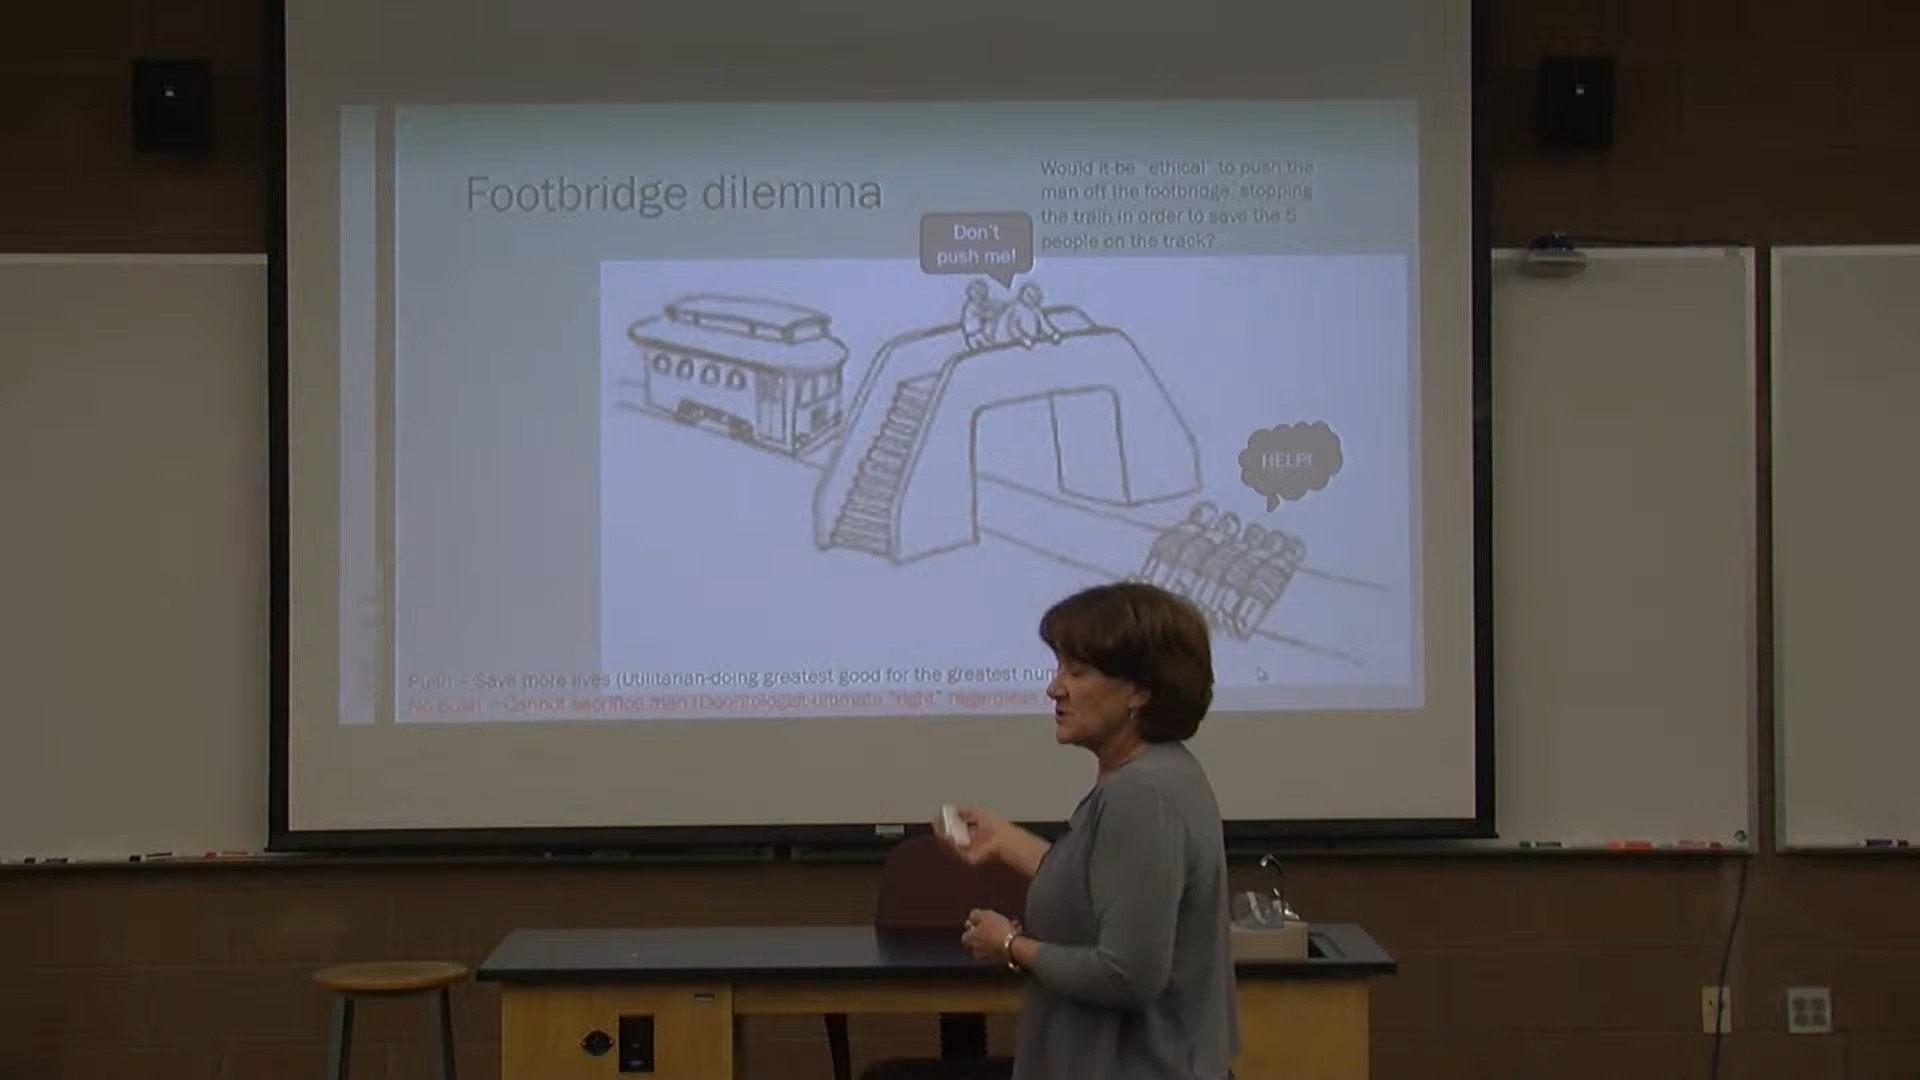 Footbridge dilemma
Would it be "ethical" to push the
man off the footbridge, stopping
the train in order to save the 5
people on the track?
Don't
push me!
HELP!
Push – Save more lives (Utilitarian-doing greatest good for the greatest
No push – Cannot sacrifice man (Deontologist-ultimate "right" regardless